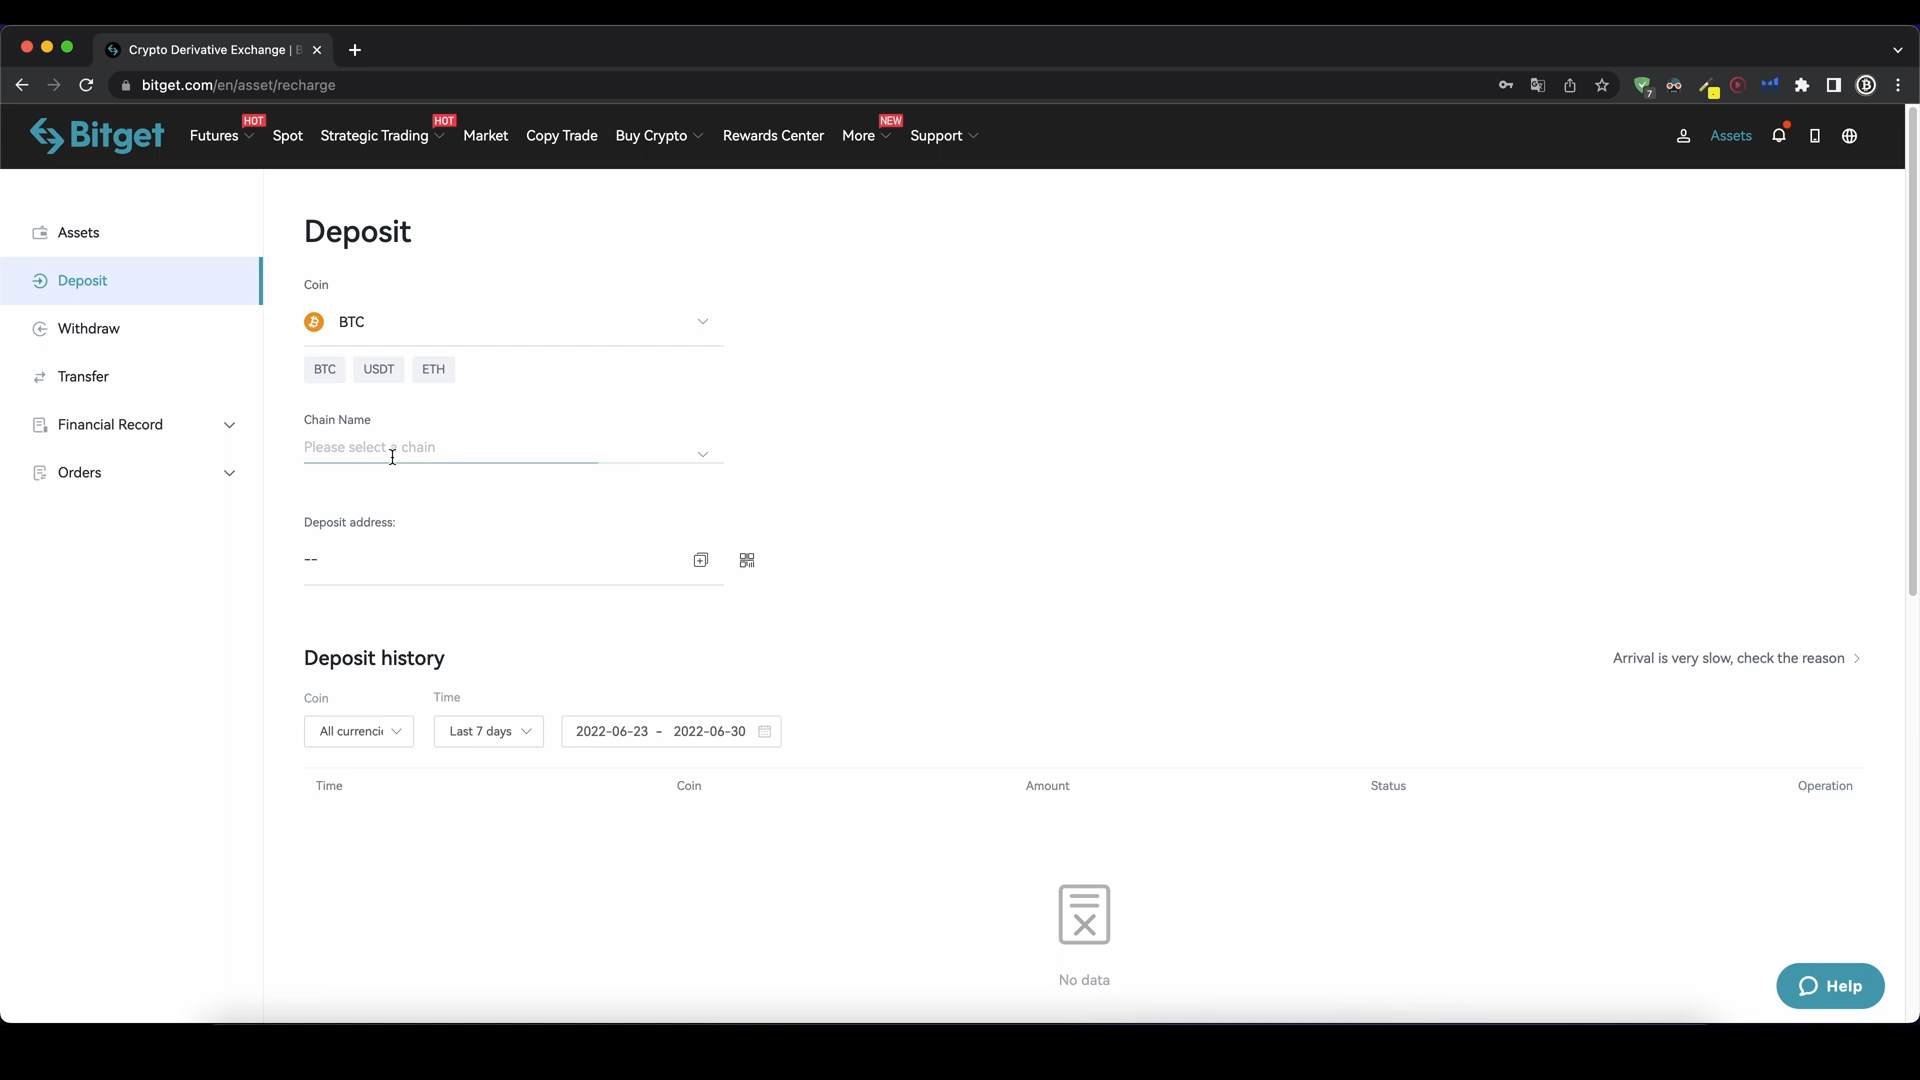 Crypto Derivative Exchange | B
bitget.com/en/asset/recharge
7
Bitget
Futures HOT Spot Strategic Trading HOT Market Copy Trade Buy Crypto Rewards Center More NEW Support Assets
Assets
Deposit
Withdraw
Transfer
Financial Record
Orders
Deposit
Coin
BTC
BTC USDT ETH
Chain Name
Please select a chain
Deposit address:
--
Deposit history
Arrival is very slow, check the reason
Coin Time
All currencie Last 7 days 2022-06-23 - 2022-06-30
Time Coin Amount Status Operation
No data
Help